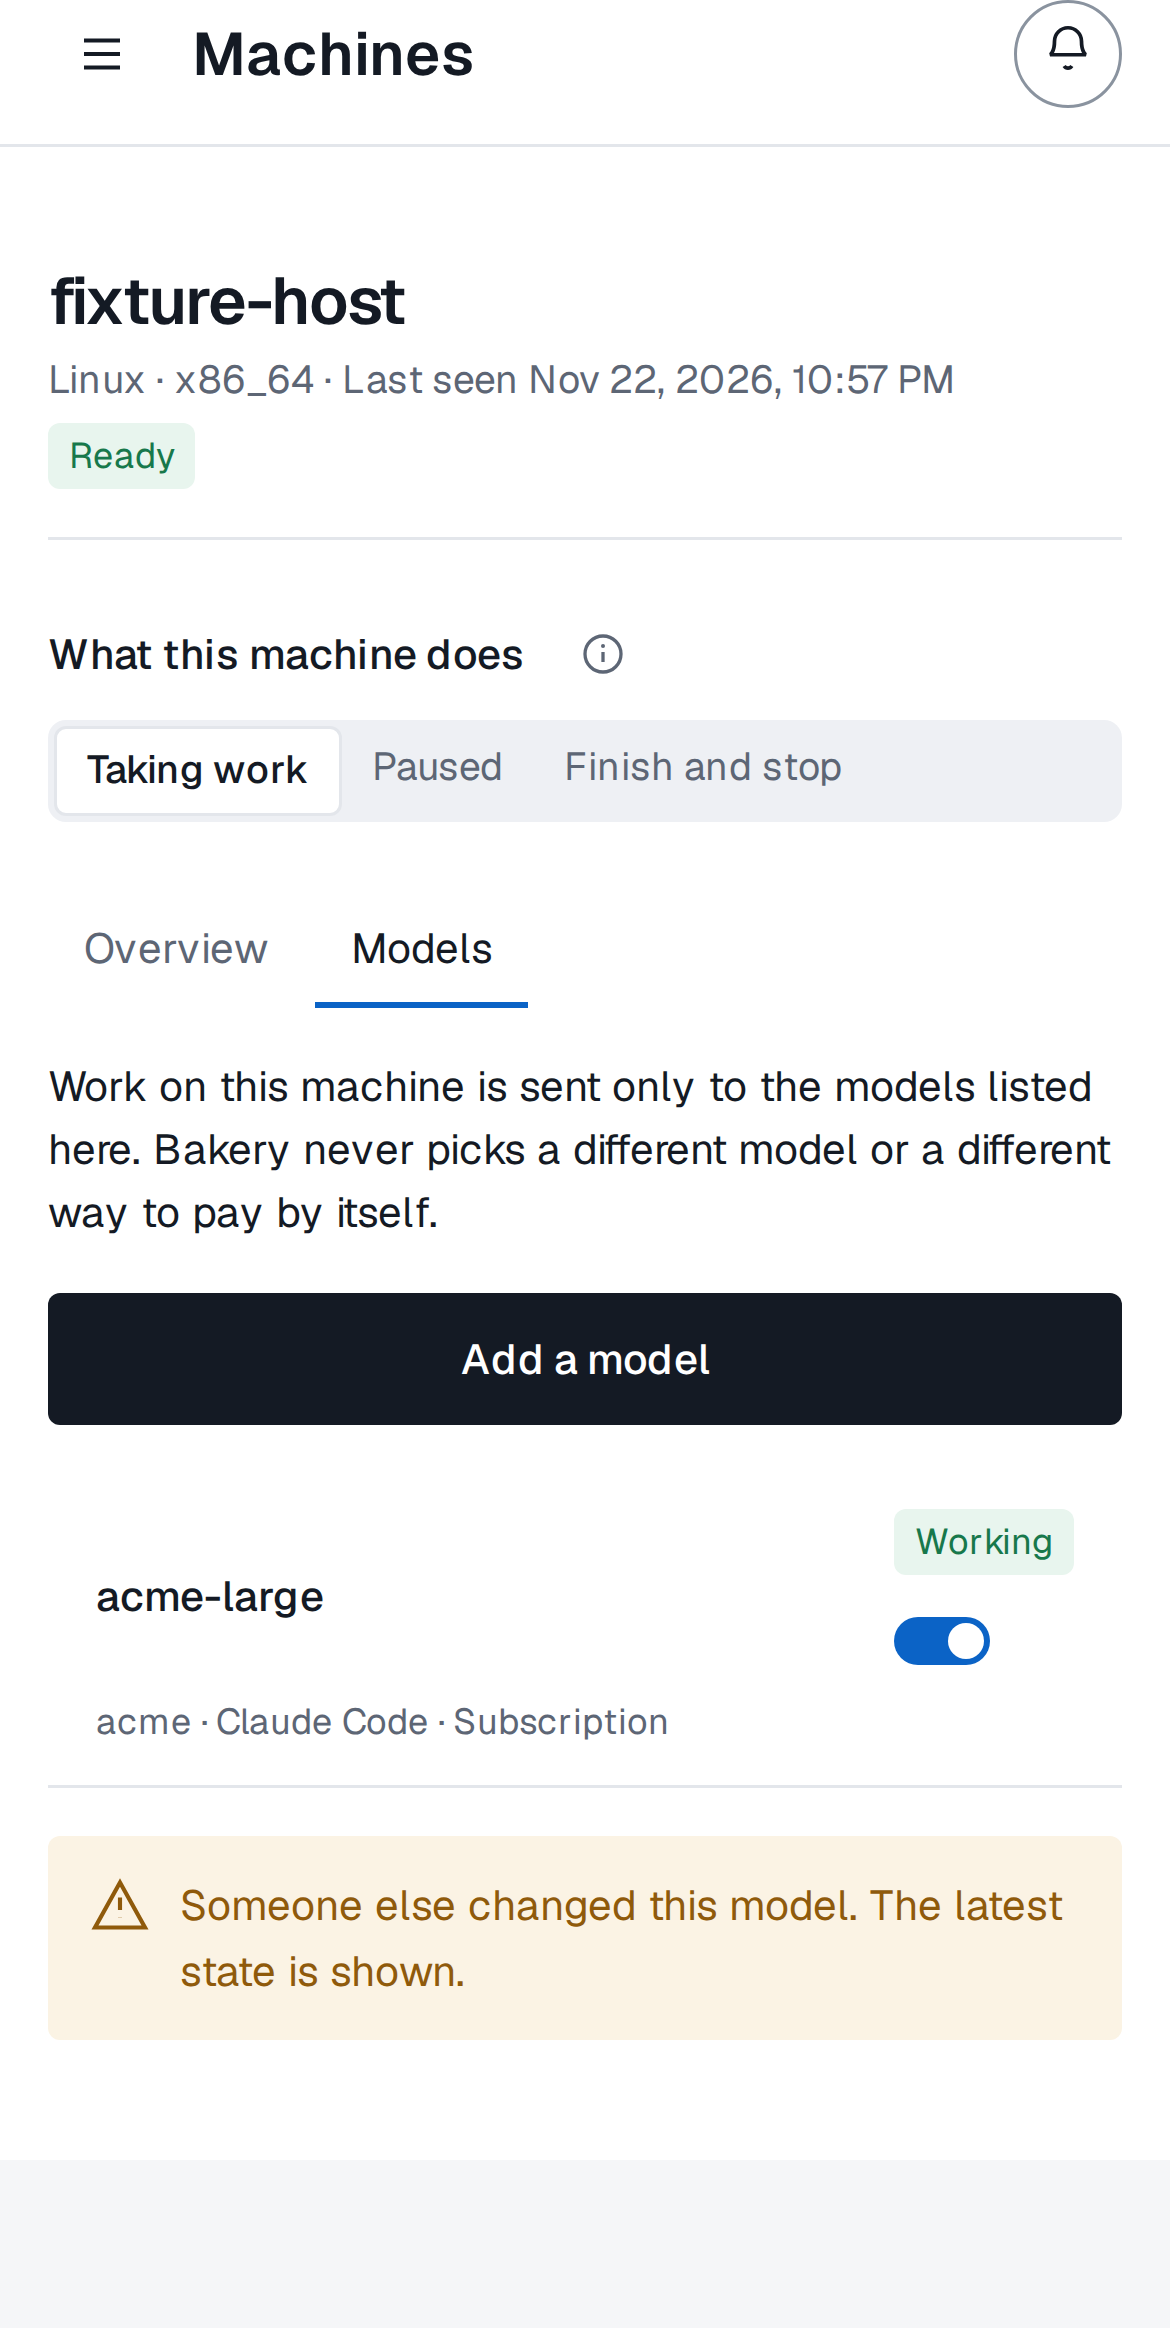 Machines
fixture-host
Linux · x86_64 · Last seen Nov 22, 2026, 10:57 PM
Ready
What this machine does
Taking work Paused Finish and stop
Overview Models
Work on this machine is sent only to the models listed
here. Bakery never picks a different model or a different
way to pay by itself.
Add a model
Working
acme-large
acme · Claude Code · Subscription
Someone else changed this model. The latest
state is shown.